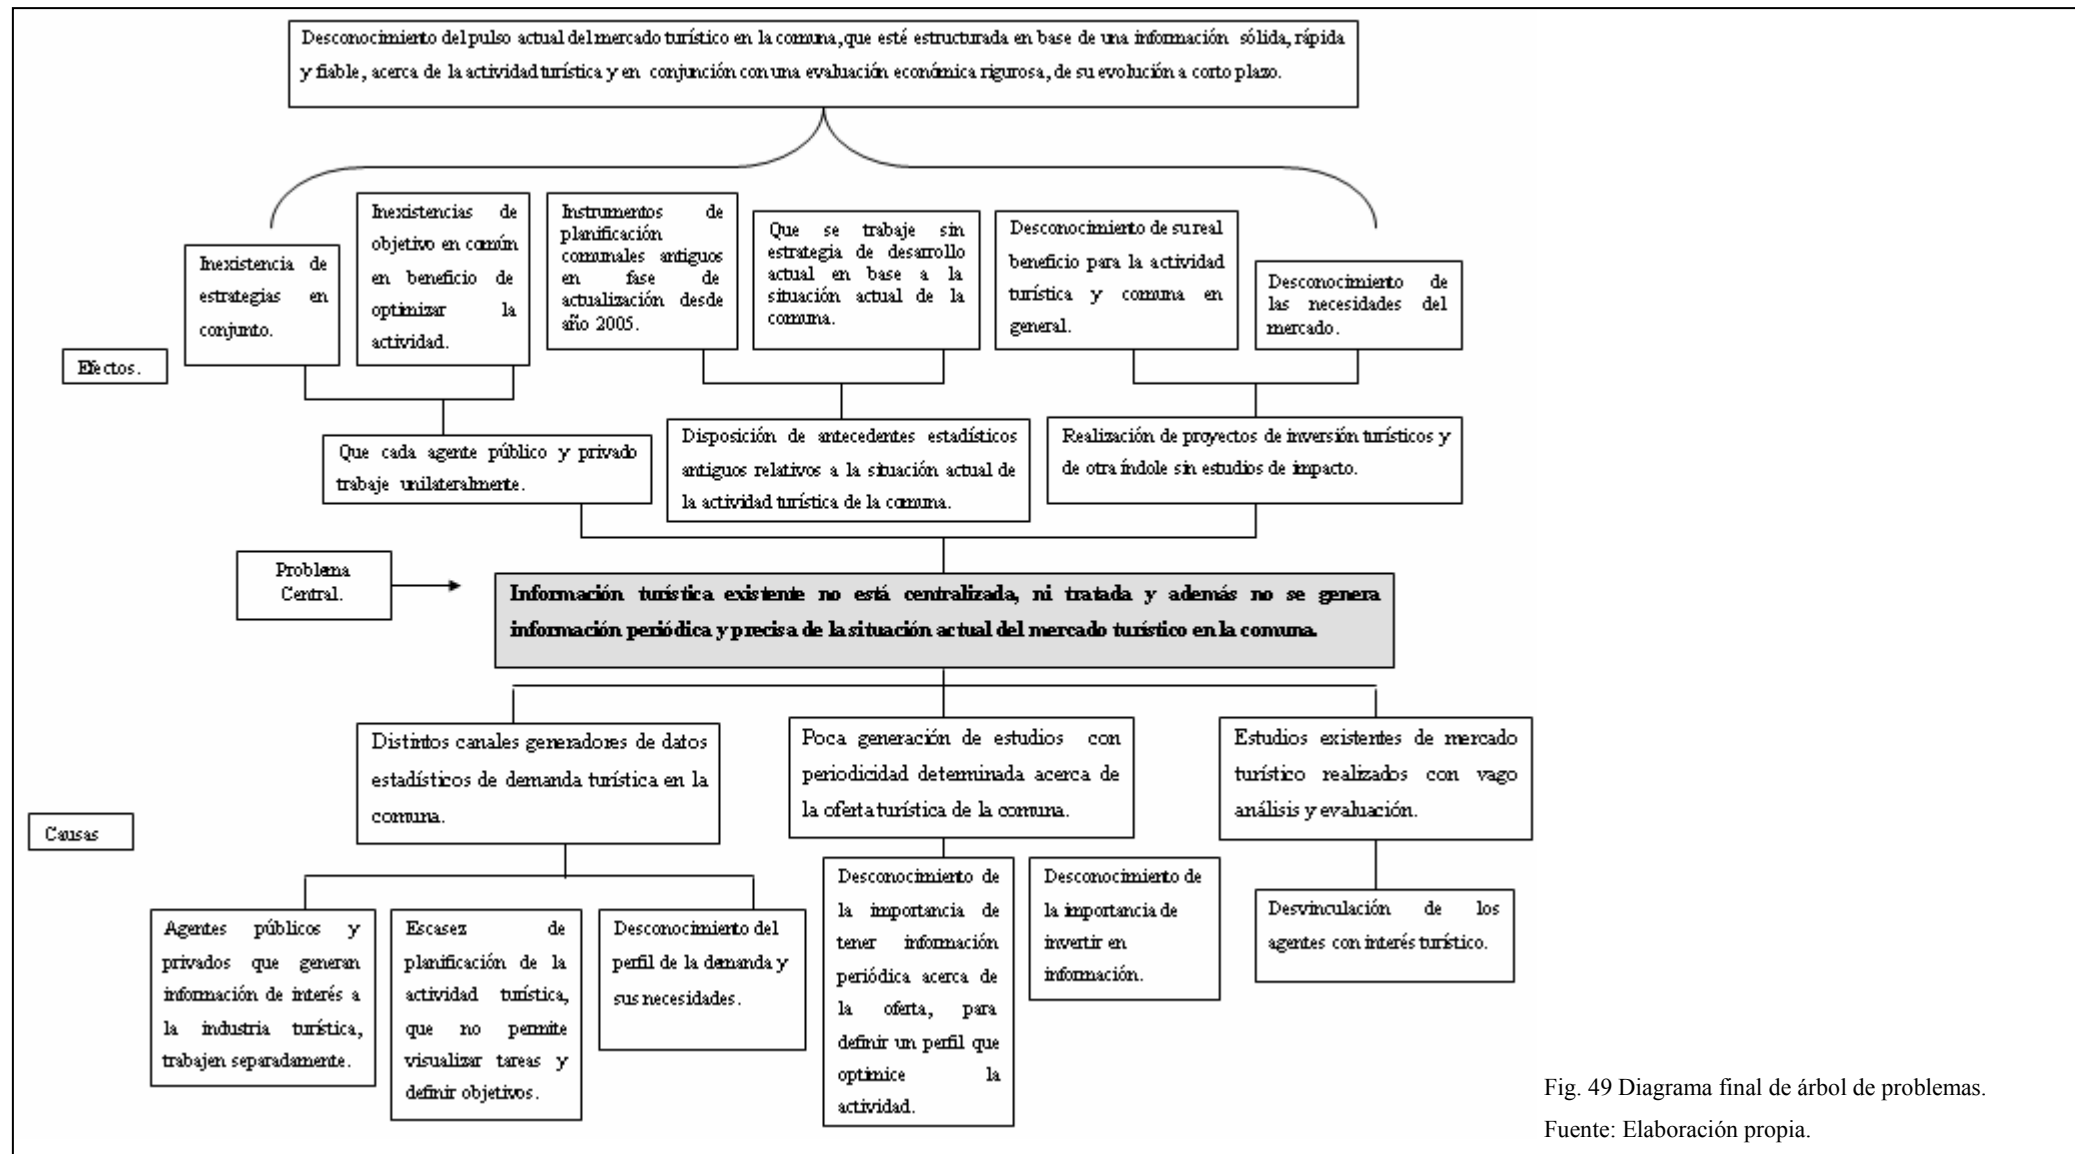 Desconocimiento del pulso actual del mercado turístico en la comuna, que esté estructurada en base de una información sólida, rápida
y fiable, acerca de la actividad turística y en conjunción con una evaluación económica rigurosa, de su evolución a corto plazo.
Inexistencia de
estrategias en
conjunto.
Inexistencias de
objetivo en común
en beneficio de
optimizar la
actividad.
Instrumentos de
planificación
comunales antiguos
en fase de
actualización desde
año 2005.
Que se trabaje sin
estrategia de desarrollo
actual en base a la
situación actual de la
comuna.
Desconocimiento de su real
beneficio para la actividad
turística y comuna en
general.
Desconocimiento de
las necesidades del
mercado.
Efectos.
Que cada agente público y privado
trabaje unilateralmente.
Disposición de antecedentes estadísticos
antiguos relativos a la situación actual de
la actividad turística de la comuna.
Realización de proyectos de inversión turísticos y
de otra índole sin estudios de impacto.
Problema
Central.
Información turística existente no está centralizada, ni tratada y además no se genera
información periódica y precisa de la situación actual del mercado turístico en la comuna.
Distintos canales generadores de datos
estadísticos de demanda turística en la
comuna.
Poca generación de estudios con
periodicidad determinada acerca de
la oferta turística de la comuna.
Estudios existentes de mercado
turístico realizados con vago
análisis y evaluación.
Causas
Agentes públicos y
privados que generan
información de interés a
la industria turística,
trabajen separadamente.
Escasez de
planificación de la
actividad turística,
que no permite
visualizar tareas y
definir objetivos.
Desconocimiento del
perfil de la demanda y
sus necesidades.
Desconocimiento de
la importancia de
tener información
periódica acerca de
la oferta, para
definir un perfil que
optimice la
actividad.
Desconocimiento de
la importancia de
invertir en
información.
Desvinculación de los
agentes con interés turístico.
Fig. 49 Diagrama final de árbol de problemas.
Fuente: Elaboración propia.